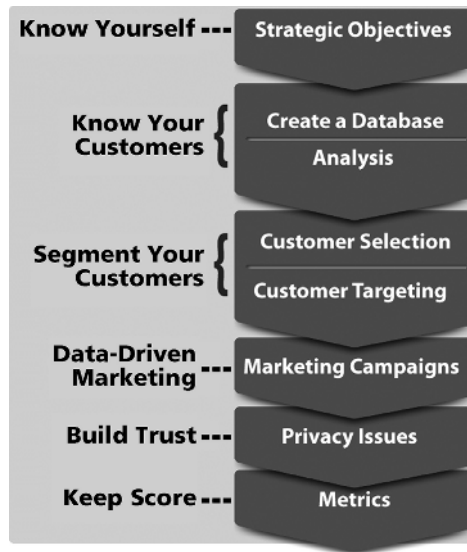 Know Yourself
Strategic Objectives
Know Your
Customers
Create a Database
Analysis
Segment Your
Customers
Customer Selection
Customer Targeting
Data-Driven
Marketing
Marketing Campaigns
Build Trust
Privacy Issues
Keep Score
Metrics